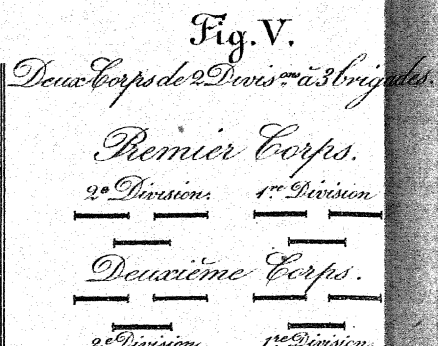 Fig. V.
Deux Corps de 2 Divis.ons à 3 brigades.
Premier Corps.
2e Division. 1re Division
Deuxième Corps.
2e Division 1re Division